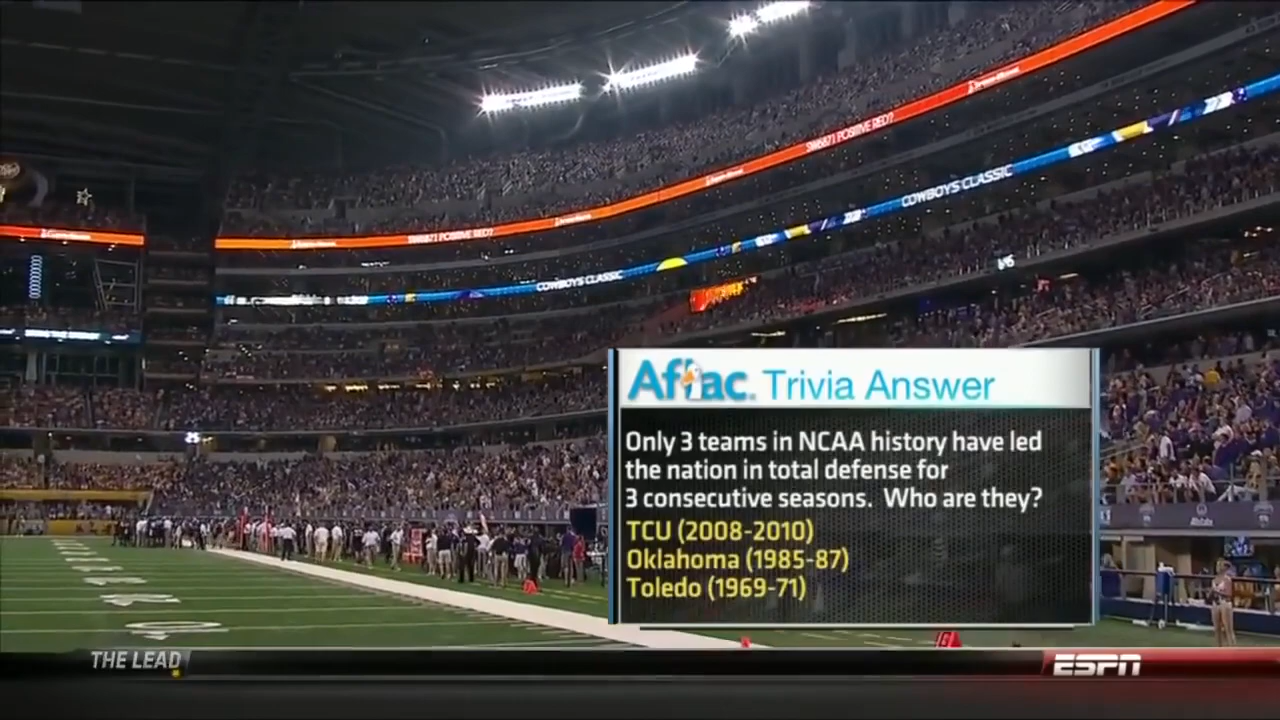 SW6871 POSITIVE RED?
COWBOYS CLASSIC
SW6871 POSITIVE RED?
COWBOYS CLASSIC
Aflac. Trivia Answer
Only 3 teams in NCAA history have led
the nation in total defense for
3 consecutive seasons. Who are they?
TCU (2008-2010)
Oklahoma (1985-87)
Toledo (1969-71)
THE LEAD
ESPN